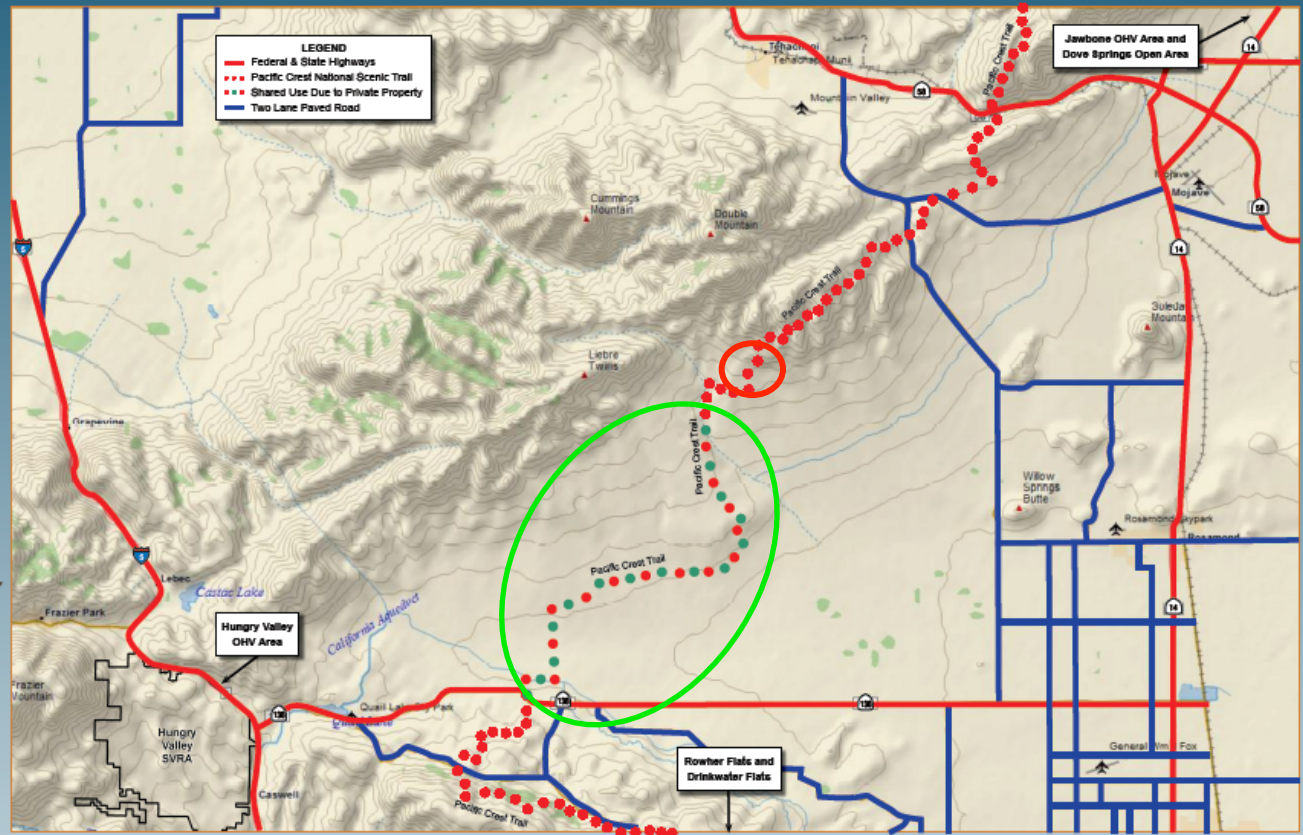 LEGEND
Federal & State Highways
Pacific Crest National Scenic Trail
Shared Use Due to Private Property
Two Lane Paved Road
Jawbone OHV Area and
Dove Springs Open Area
14
Tehachapi
Tehachapi Muni
Pacific Crest Trail
58
Mountain Valley
Mojave
Mojave
58
Cummings
Mountain
Double
Mountain
5
14
Pacific Crest Trail
Soledad
Mountain
Liebre
Twins
Grapevine
Pacific Crest Trail
Willow
Springs
Butte
Rosamond Skypark
Rosamond
5
Pacific Crest Trail
Lebec
Castac Lake
14
Frazier Park
Hungry Valley
OHV Area
California Aqueduct
Frazier
Mountain
138
Quail Lake Sky Park
138
138
Hungry
Valley
SVRA
General Wm Fox
Rowher Flats and
Drinkwater Flats
Caswell
Pacific Crest Trail